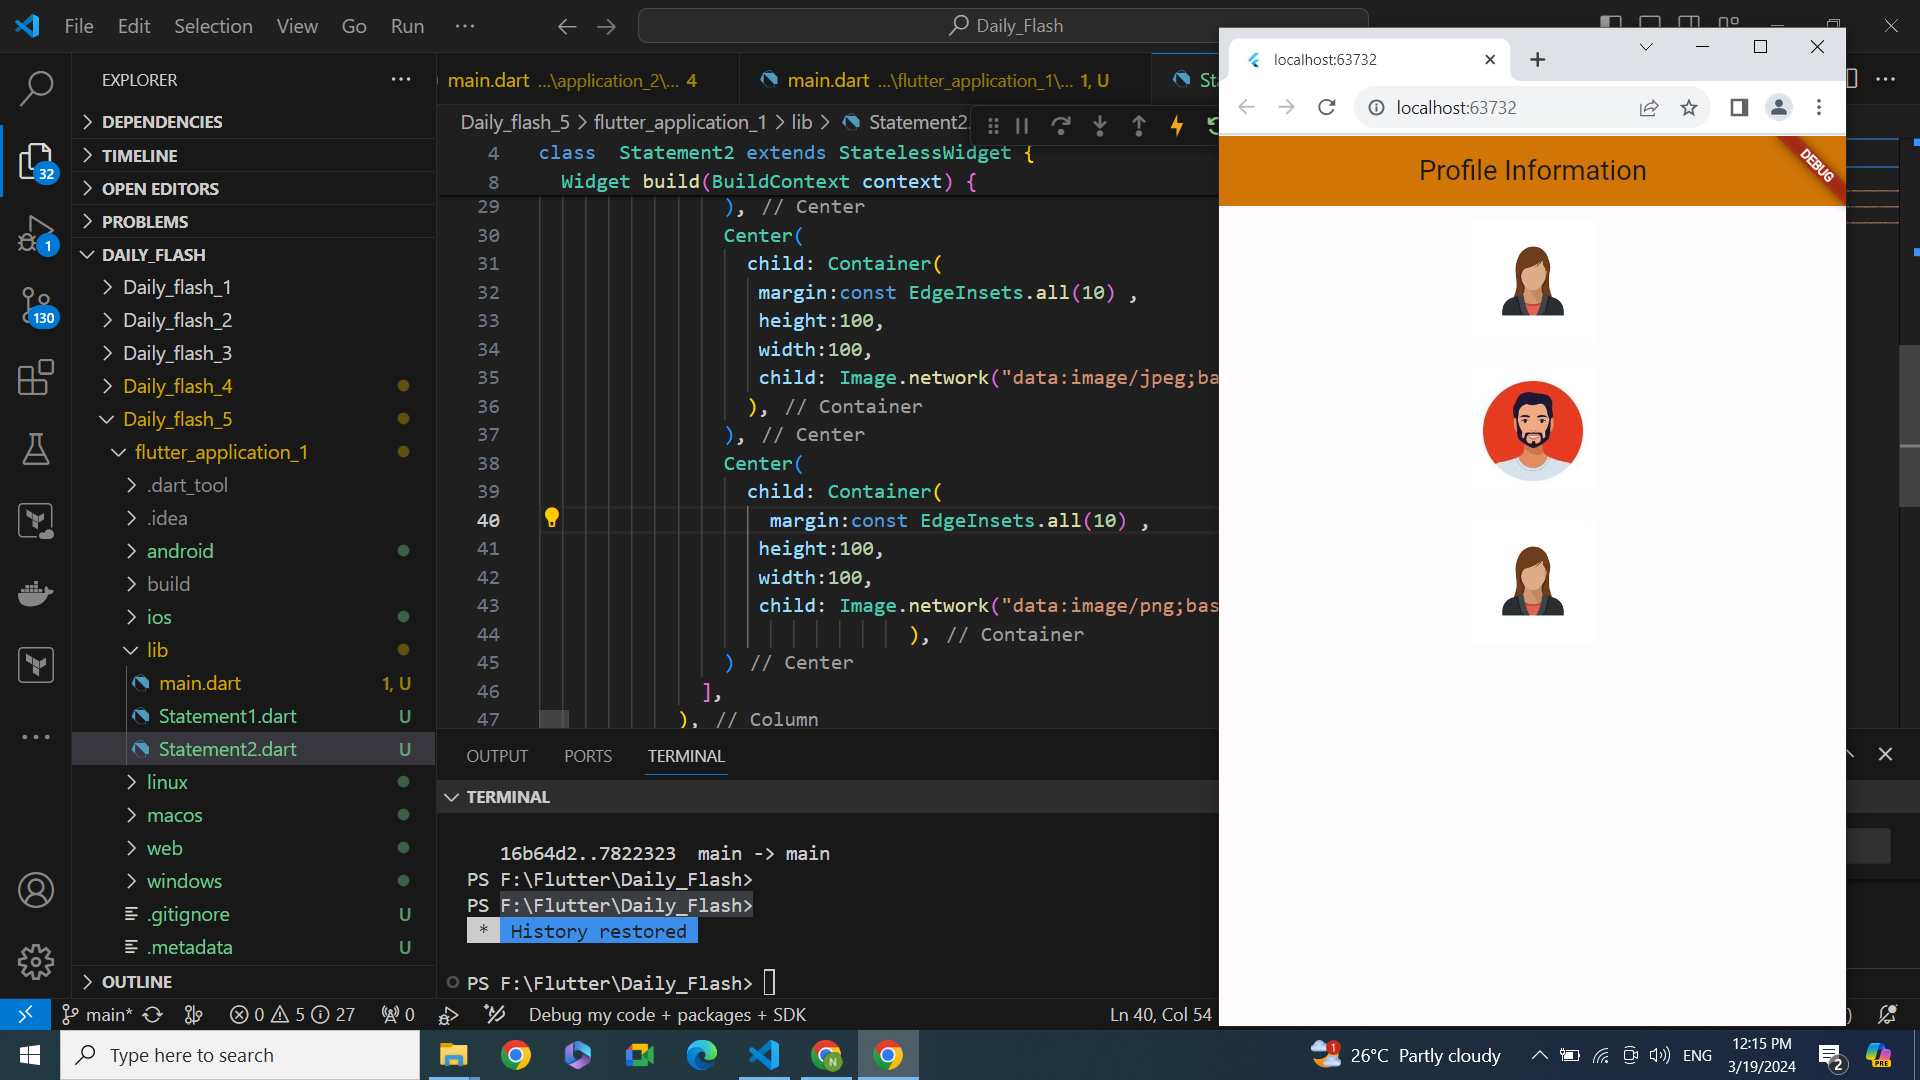 File Edit Selection View Go Run ··· Daily_Flash
EXPLORER
DEPENDENCIES
TIMELINE
OPEN EDITORS
PROBLEMS
DAILY_FLASH
Daily_flash_1
Daily_flash_2
Daily_flash_3
Daily_flash_4
Daily_flash_5
flutter_application_1
.dart_tool
.idea
android
build
ios
lib
main.dart 1, U
Statement1.dart U
Statement2.dart U
linux
macos
web
windows
.gitignore U
.metadata U
OUTLINE
32
1
130
main.dart ...\application_2\... 4 main.dart ...\flutter_application_1\... 1, U Sta
Daily_flash_5 > flutter_application_1 > lib > Statement2.
4 class Statement2 extends StatelessWidget {
8 Widget build(BuildContext context) {
29 ), // Center
30 Center(
31 child: Container(
32 margin:const EdgeInsets.all(10) ,
33 height:100,
34 width:100,
35 child: Image.network("data:image/jpeg;ba
36 ), // Container
37 ), // Center
38 Center(
39 child: Container(
40 margin:const EdgeInsets.all(10) ,
41 height:100,
42 width:100,
43 child: Image.network("data:image/png;bas
44 ), // Container
45 ) // Center
46 ],
47 ), // Column
OUTPUT PORTS TERMINAL
TERMINAL
16b64d2..7822323 main -> main
PS F:\Flutter\Daily_Flash>
PS F:\Flutter\Daily_Flash>
* History restored
PS F:\Flutter\Daily_Flash>
localhost:63732
localhost:63732
Profile Information
DEBUG
main* 0 5 27 0 Debug my code + packages + SDK Ln 40, Col 54
Type here to search
N
1
26°C Partly cloudy
ENG
12:15 PM
3/19/2024
2
PRE